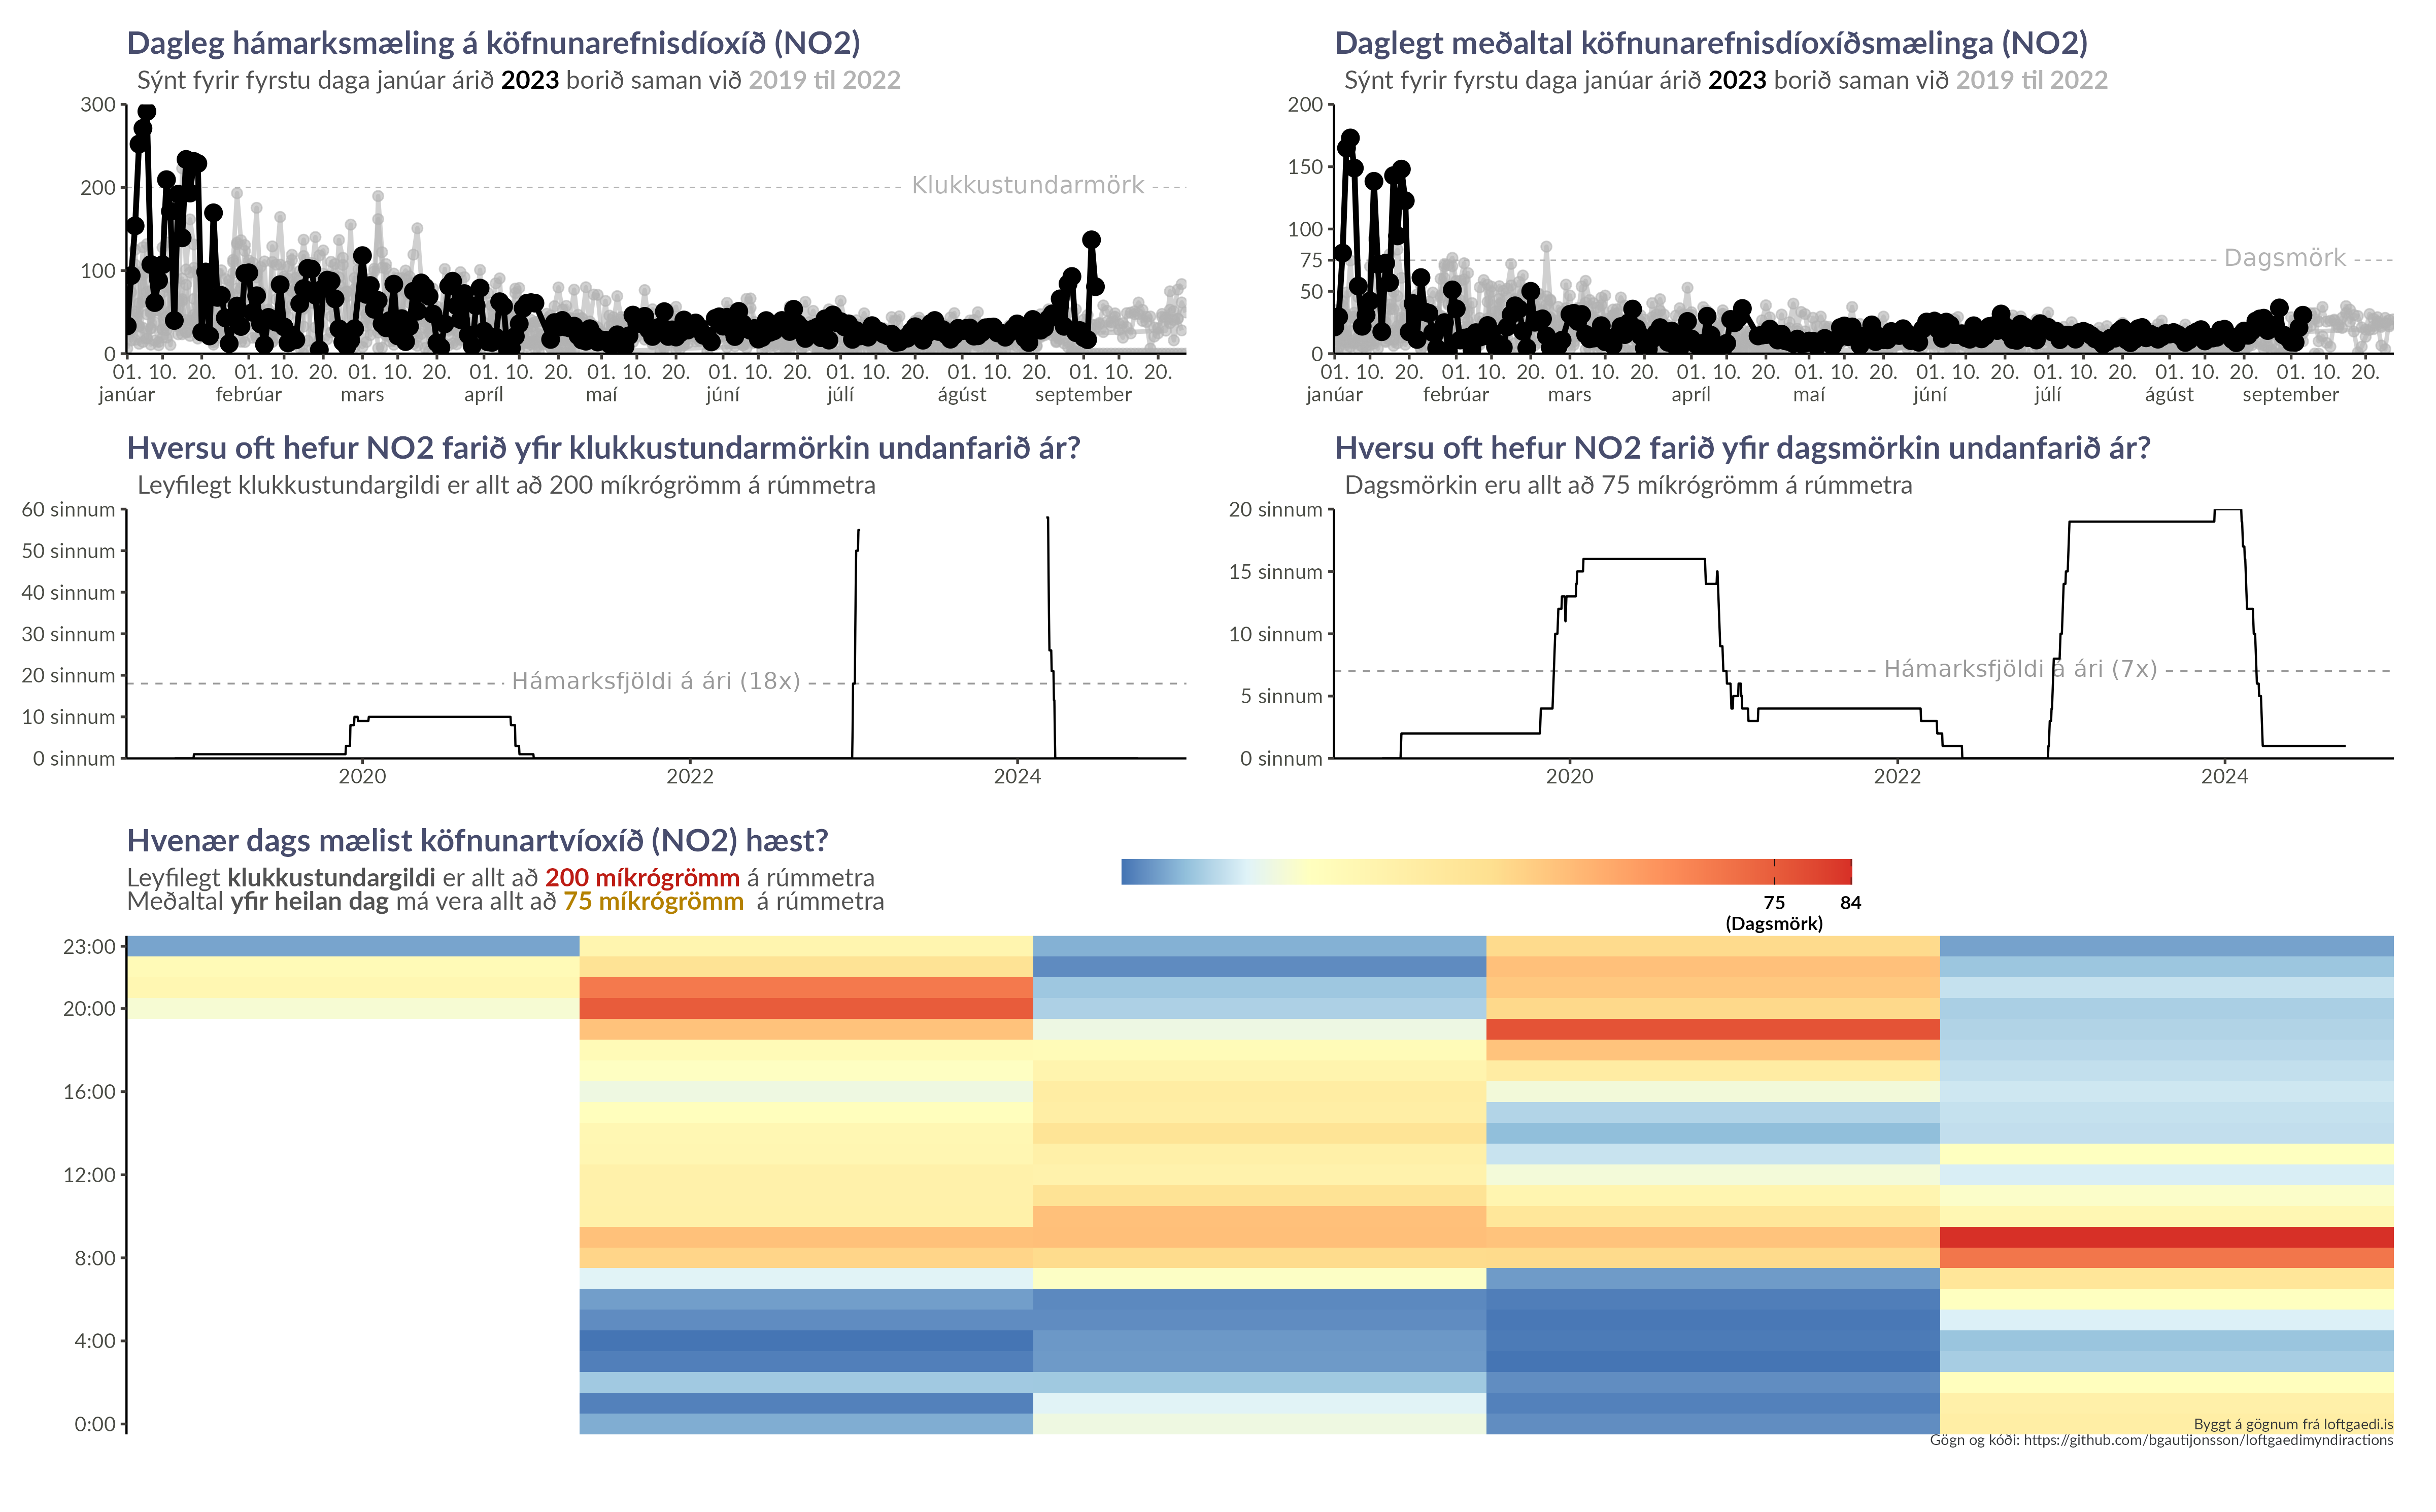 Dagleg hámarksmæling á köfnunarefnisdíoxíð (NO2)
Sýnt fyrir fyrstu daga janúar árið 2023 borið saman við 2019 til 2022
300
200
100
0
Klukkustundarmörk
01. 10. 20. 01. 10. 20. 01. 10. 20. 01. 10. 20. 01. 10. 20. 01. 10. 20. 01. 10. 20. 01. 10. 20. 01. 10. 20.
janúar febrúar mars apríl maí júní júlí ágúst september
Daglegt meðaltal köfnunarefnisdíoxíðsmælinga (NO2)
Sýnt fyrir fyrstu daga janúar árið 2023 borið saman við 2019 til 2022
200
150
100
75
50
0
Dagsmörk
01. 10. 20. 01. 10. 20. 01. 10. 20. 01. 10. 20. 01. 10. 20. 01. 10. 20. 01. 10. 20. 01. 10. 20. 01. 10. 20.
janúar febrúar mars apríl maí júní júlí ágúst september
Hversu oft hefur NO2 farið yfir klukkustundarmörkin undanfarið ár?
Leyfilegt klukkustundargildi er allt að 200 míkrógrömm á rúmmetra
60 sinnum
50 sinnum
40 sinnum
30 sinnum
20 sinnum
10 sinnum
0 sinnum
Hámarksfjöldi á ári (18x)
2020 2022 2024
Hversu oft hefur NO2 farið yfir dagsmörkin undanfarið ár?
Dagsmörkin eru allt að 75 míkrógrömm á rúmmetra
20 sinnum
15 sinnum
10 sinnum
5 sinnum
0 sinnum
Hámarksfjöldi á ári (7x)
2020 2022 2024
Hvenær dags mælist köfnunartvíoxíð (NO2) hæst?
Leyfilegt klukkustundargildi er allt að 200 míkrógrömm á rúmmetra
Meðaltal yfir heilan dag má vera allt að 75 míkrógrömm á rúmmetra
75 84
(Dagsmörk)
23:00
20:00
16:00
12:00
8:00
4:00
0:00
Byggt á gögnum frá loftgaedi.is
Gögn og kóði: https://github.com/bgautijonsson/loftgaedimyndiractions